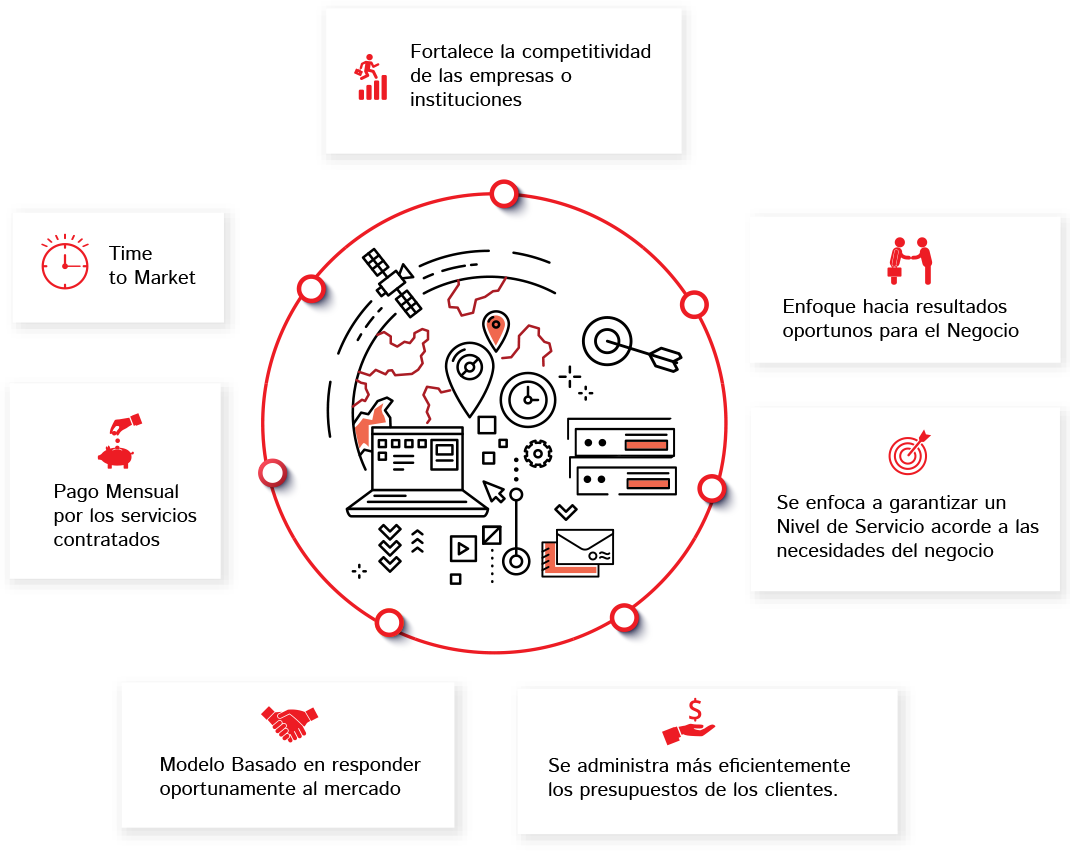 Fortalece la competitividad
de las empresas o
instituciones
Time
to Market
Enfoque hacia resultados
oportunos para el Negocio
Pago Mensual
por los servicios
contratados
Se enfoca a garantizar un
Nivel de Servicio acorde a las
necesidades del negocio
Modelo Basado en responder
oportunamente al mercado
$
Se administra más eficientemente
los presupuestos de los clientes.